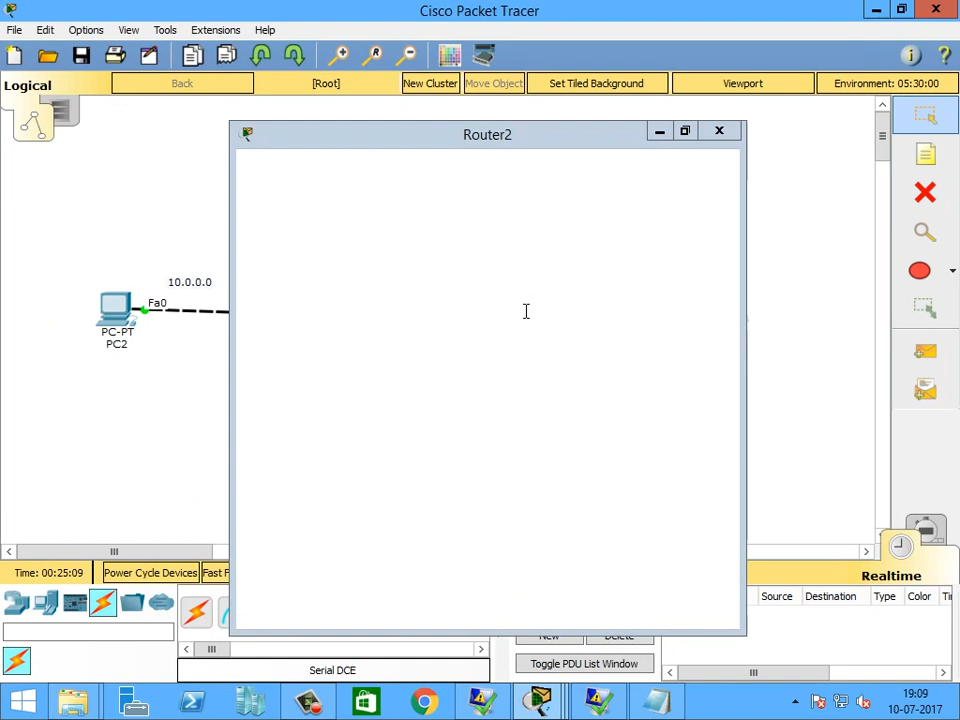 Cisco Packet Tracer
File Edit Options View Tools Extensions Help
Logical Back [Root] New Cluster Move Object Set Tiled Background Viewport Environment: 05:30:00
Router2
10.0.0.0
Fa0
PC-PT
PC2
Time: 00:25:09 Power Cycle Devices Fast F
Realtime
Source Destination Type Color
New Delete
Toggle PDU List Window
Serial DCE
19:09
10-07-2017